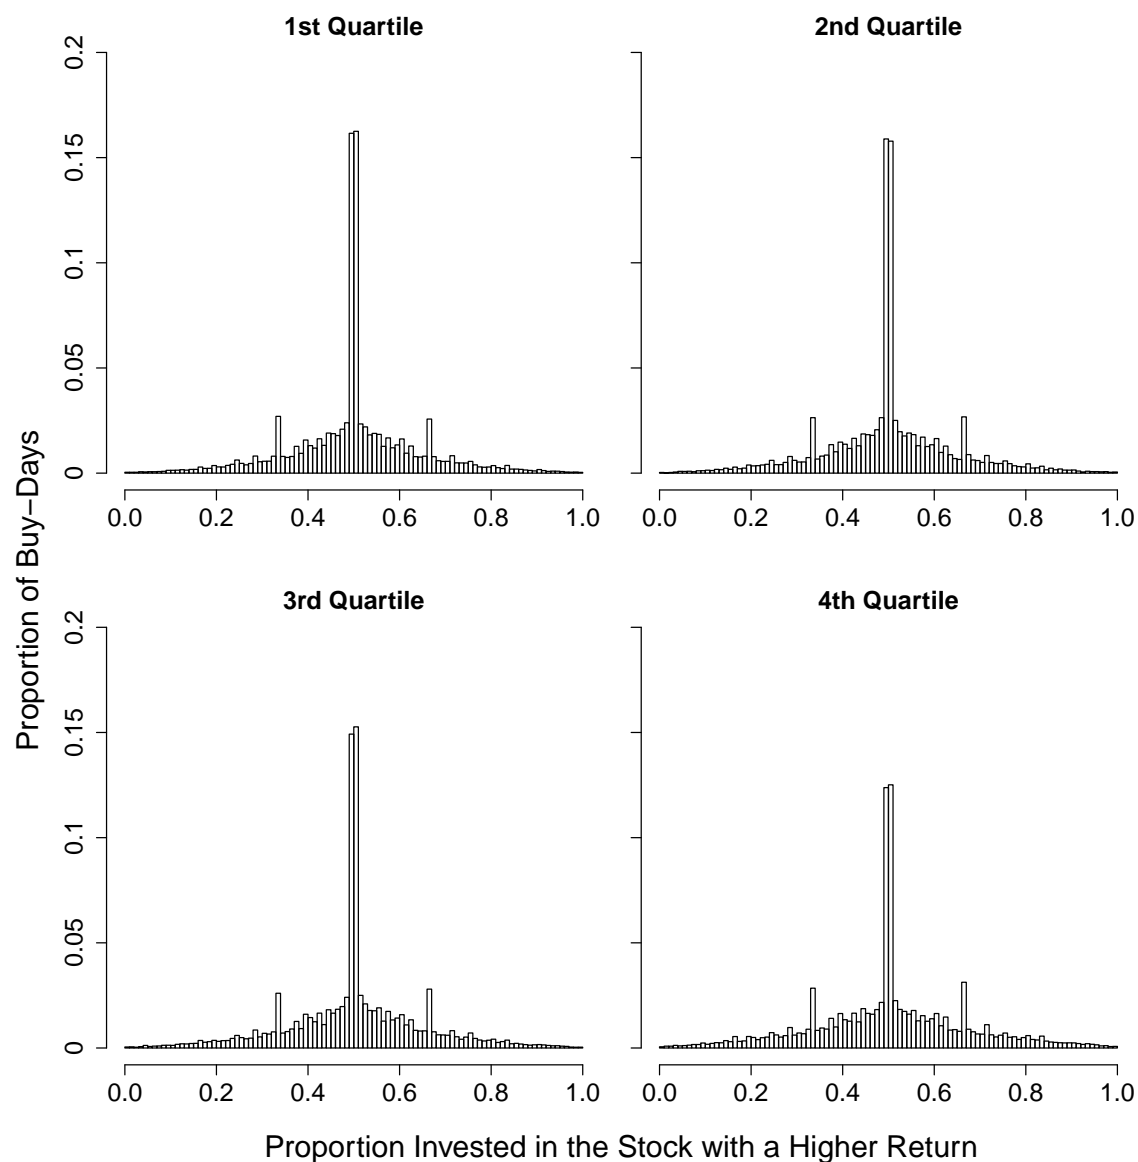 1st Quartile
2nd Quartile
0.2
0.15
0.1
0.05
0
0.0 0.2 0.4 0.6 0.8 1.0
0.0 0.2 0.4 0.6 0.8 1.0
Proportion of Buy−Days
3rd Quartile
4th Quartile
0.2
0.15
0.1
0.05
0
0.0 0.2 0.4 0.6 0.8 1.0
0.0 0.2 0.4 0.6 0.8 1.0
Proportion Invested in the Stock with a Higher Return